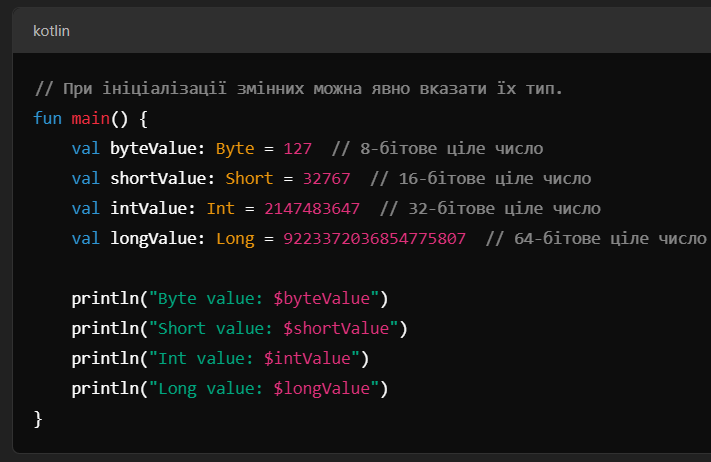 kotlin
// При ініціалізації змінних можна явно вказати їх тип.
fun main() {
    val byteValue: Byte = 127  // 8-бітове ціле число
    val shortValue: Short = 32767  // 16-бітове ціле число
    val intValue: Int = 2147483647  // 32-бітове ціле число
    val longValue: Long = 9223372036854775807  // 64-бітове ціле число
    println("Byte value: $byteValue")
    println("Short value: $shortValue")
    println("Int value: $intValue")
    println("Long value: $longValue")
}